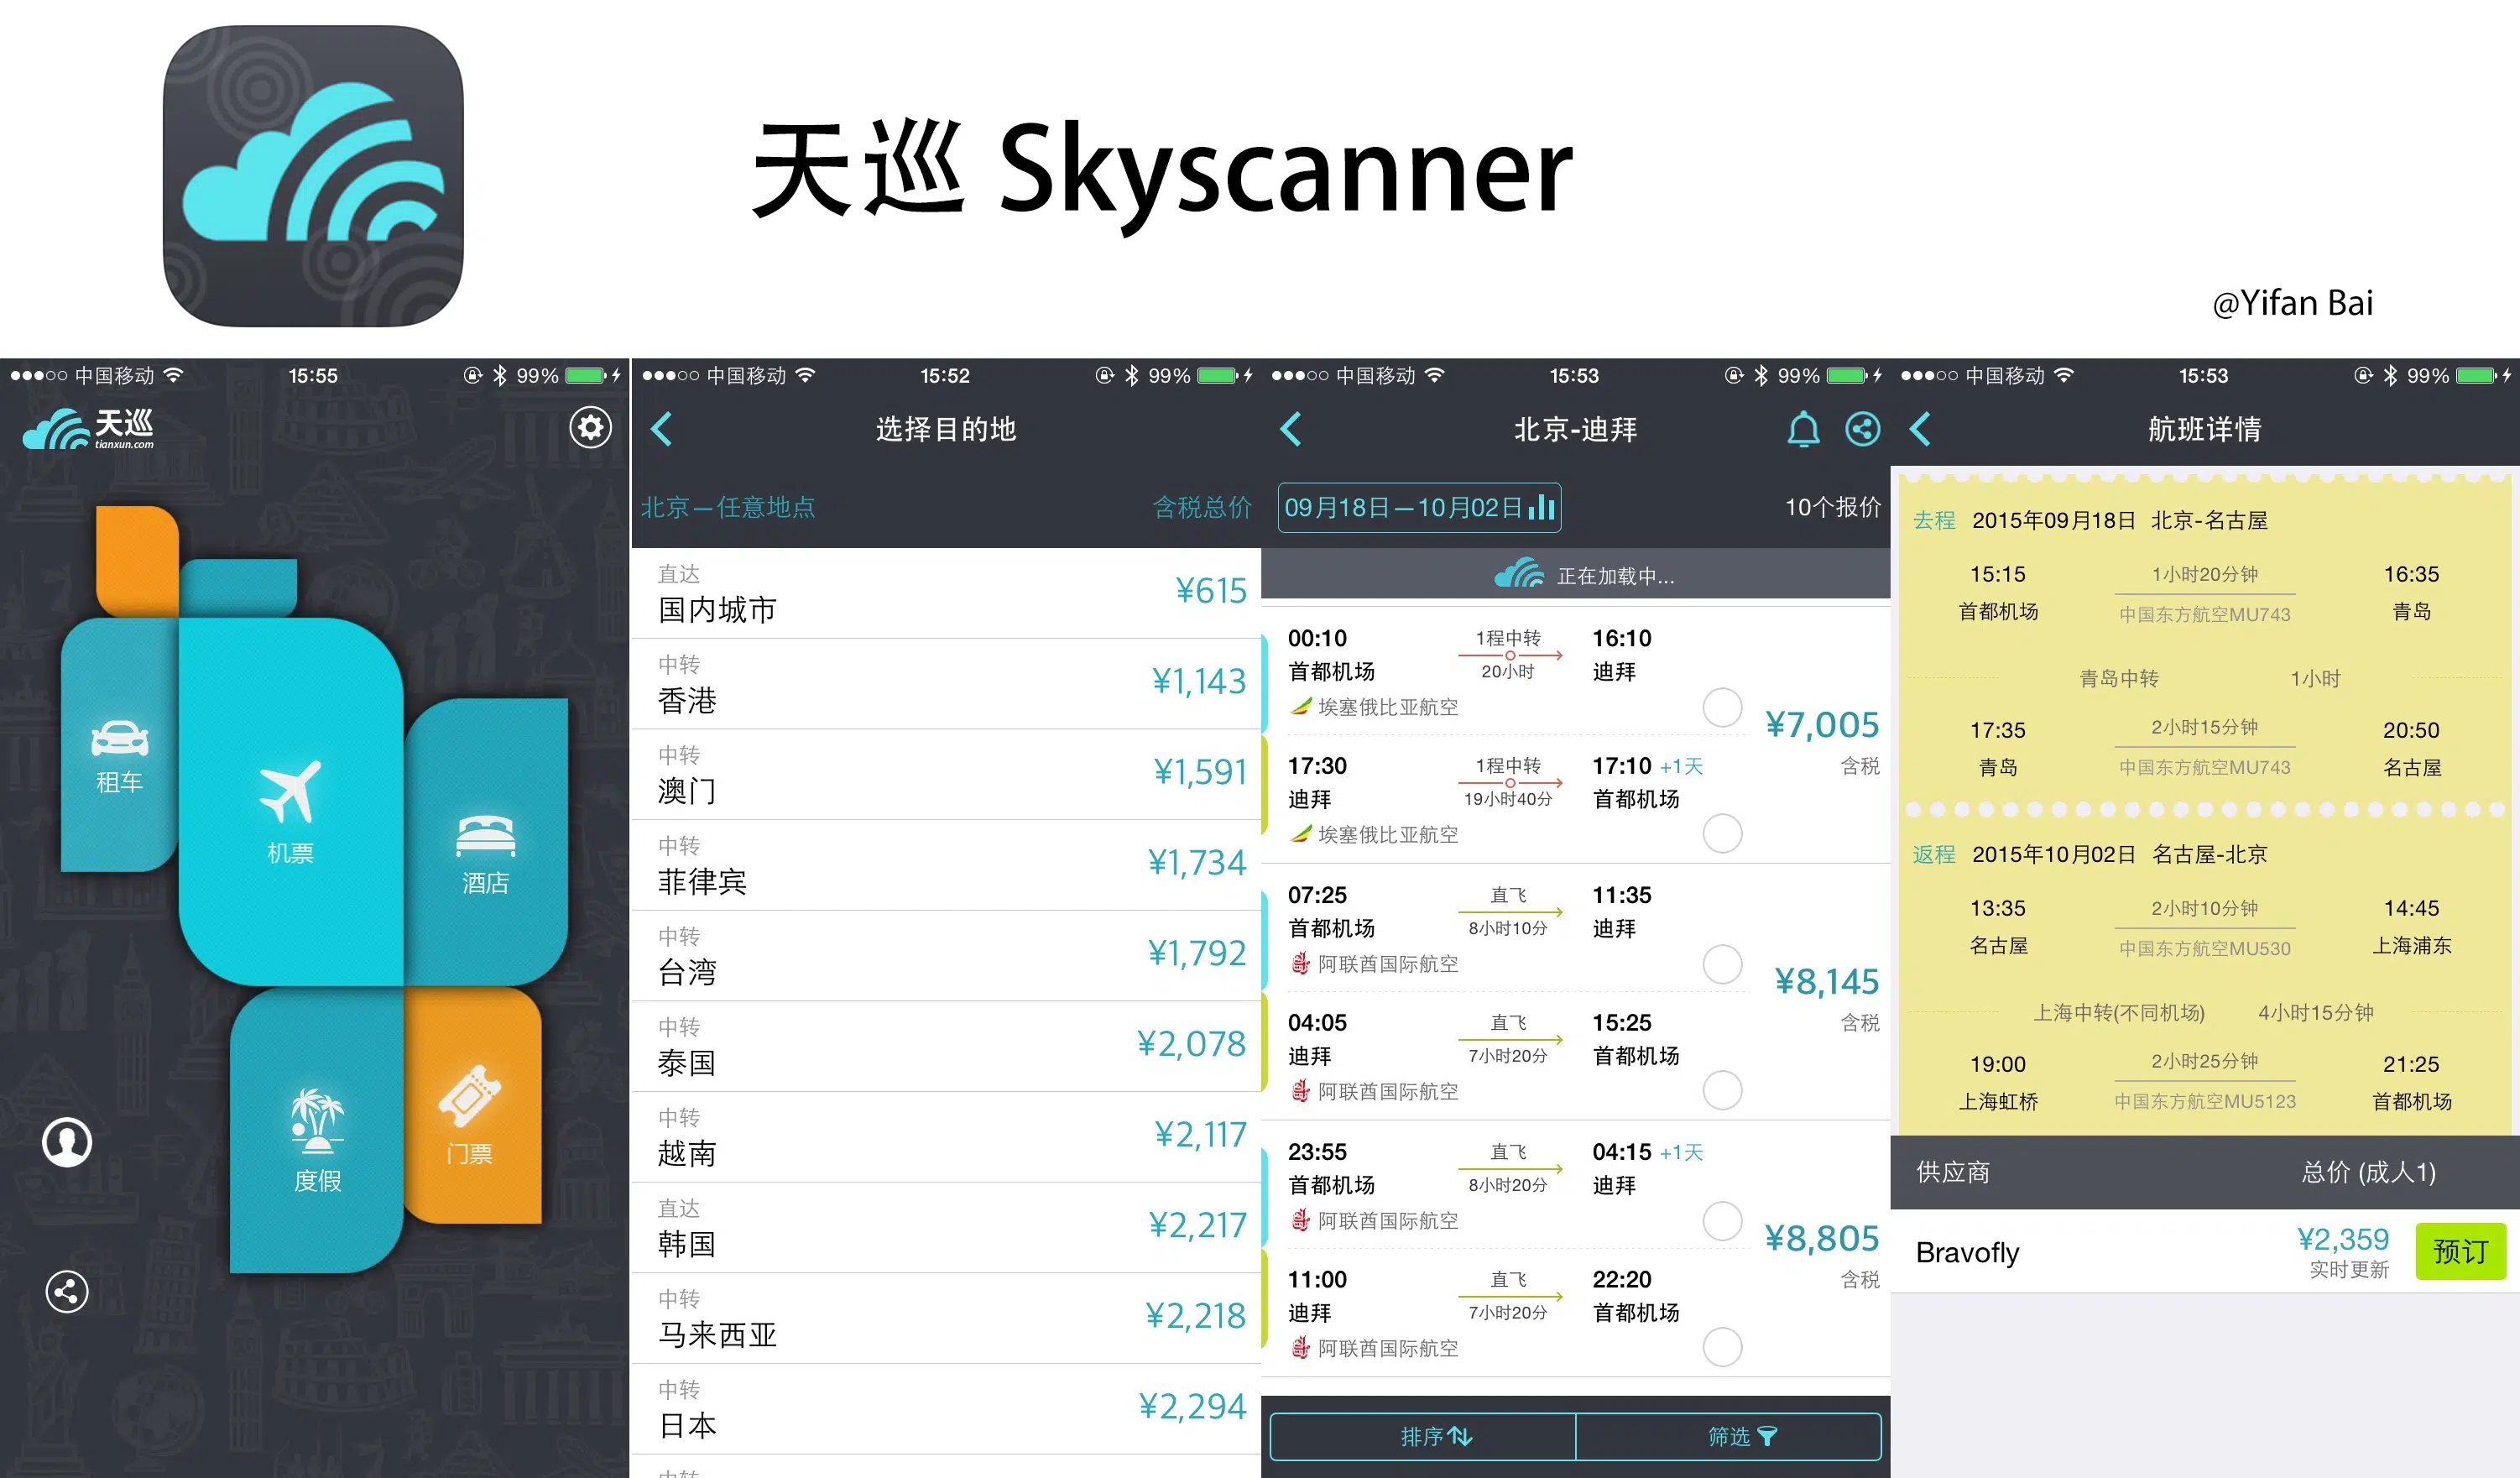 天巡 Skyscanner
@Yifan Bai
中国移动 15:55 99%
天巡
tianxun.com
租车
机票
酒店
度假
门票
中国移动 15:52 99%
选择目的地
北京—任意地点 含税总价
直达
国内城市 ¥615
中转
香港 ¥1,143
中转
澳门 ¥1,591
中转
菲律宾 ¥1,734
中转
台湾 ¥1,792
中转
泰国 ¥2,078
中转
越南 ¥2,117
直达
韩国 ¥2,217
中转
马来西亚 ¥2,218
中转
日本 ¥2,294
中转
中国移动 15:53 99%
北京-迪拜
09月18日—10月02日 10个报价
正在加载中...
00:10 1程中转 16:10
首都机场 20小时 迪拜
埃塞俄比亚航空
¥7,005
含税
17:30 1程中转 17:10 +1天
迪拜 19小时40分 首都机场
埃塞俄比亚航空
07:25 直飞 11:35
首都机场 8小时10分 迪拜
阿联酋国际航空
¥8,145
含税
04:05 直飞 15:25
迪拜 7小时20分 首都机场
阿联酋国际航空
23:55 直飞 04:15 +1天
首都机场 8小时20分 迪拜
阿联酋国际航空
¥8,805
含税
11:00 直飞 22:20
迪拜 7小时20分 首都机场
阿联酋国际航空
排序 筛选
中国移动 15:53 99%
航班详情
去程 2015年09月18日 北京-名古屋
15:15 1小时20分钟 16:35
首都机场 中国东方航空MU743 青岛
青岛中转 1小时
17:35 2小时15分钟 20:50
青岛 中国东方航空MU743 名古屋
返程 2015年10月02日 名古屋-北京
13:35 2小时10分钟 14:45
名古屋 中国东方航空MU530 上海浦东
上海中转(不同机场) 4小时15分钟
19:00 2小时25分钟 21:25
上海虹桥 中国东方航空MU5123 首都机场
供应商 总价 (成人1)
Bravofly ¥2,359 预订
实时更新